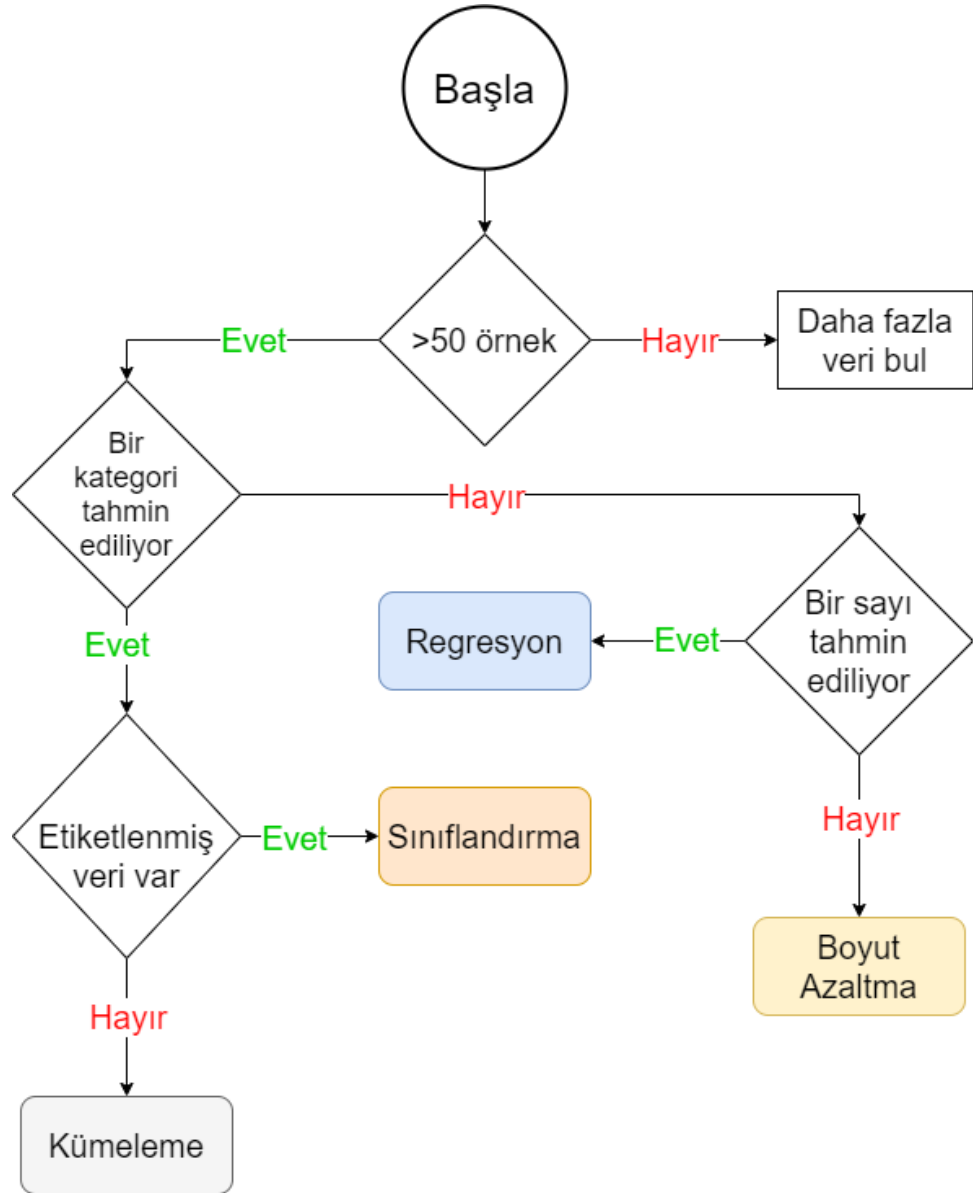 Başla
>50 örnek
Evet
Hayır
Daha fazla
veri bul
Bir
kategori
tahmin
ediliyor
Hayır
Evet
Bir sayı
tahmin
ediliyor
Evet
Regresyon
Hayır
Etiketlenmiş
veri var
Evet
Sınıflandırma
Boyut
Azaltma
Hayır
Kümeleme